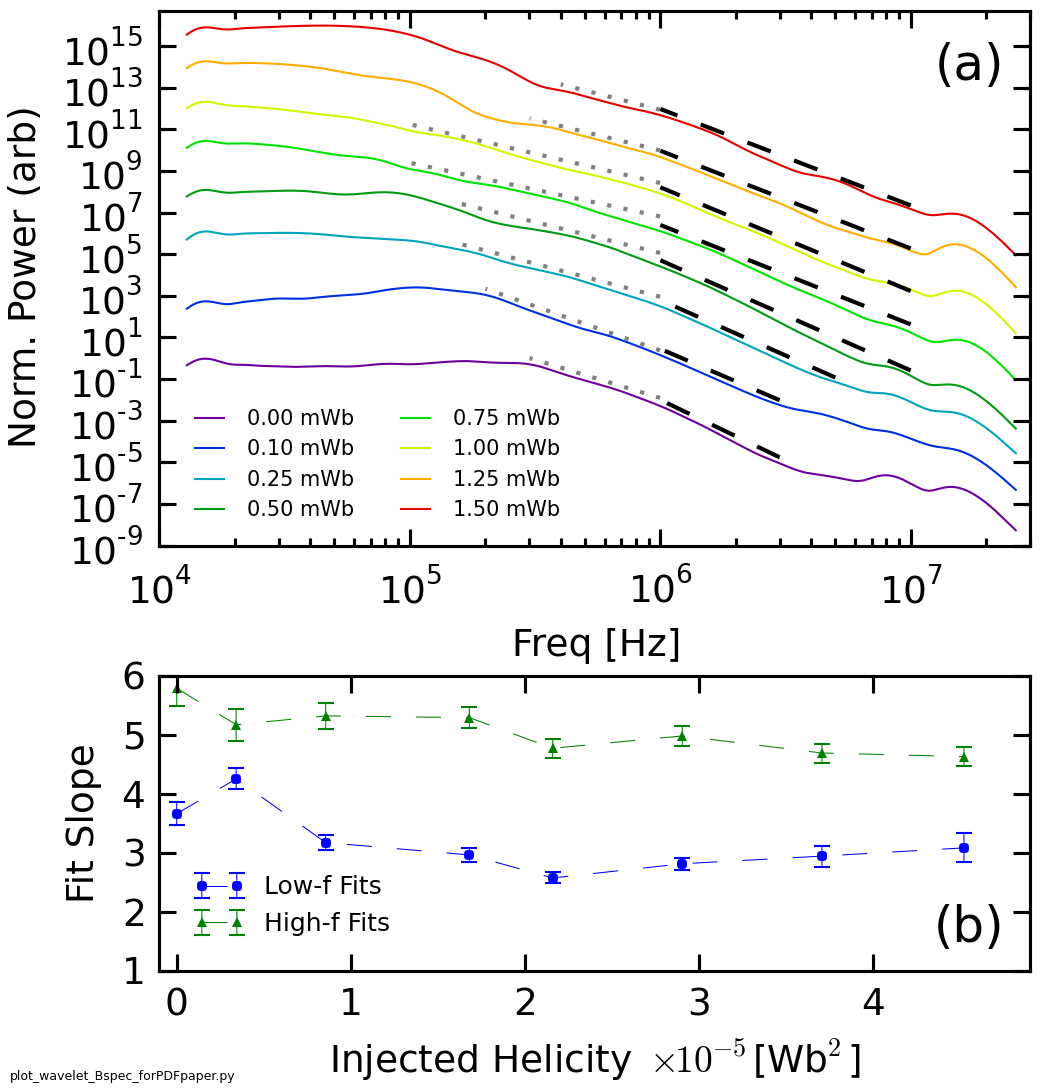 (a)
Norm. Power (arb)
10^15
10^13
10^11
10^9
10^7
10^5
10^3
10^1
10^-1
10^-3
10^-5
10^-7
10^-9
0.00 mWb 0.75 mWb
0.10 mWb 1.00 mWb
0.25 mWb 1.25 mWb
0.50 mWb 1.50 mWb
10^4 10^5 10^6 10^7
Freq [Hz]
Fit Slope
6
5
4
3
2
1
Low-f Fits
High-f Fits
(b)
0 1 2 3 4
Injected Helicity ×10^-5 [Wb^2]
plot_wavelet_Bspec_forPDFpaper.py